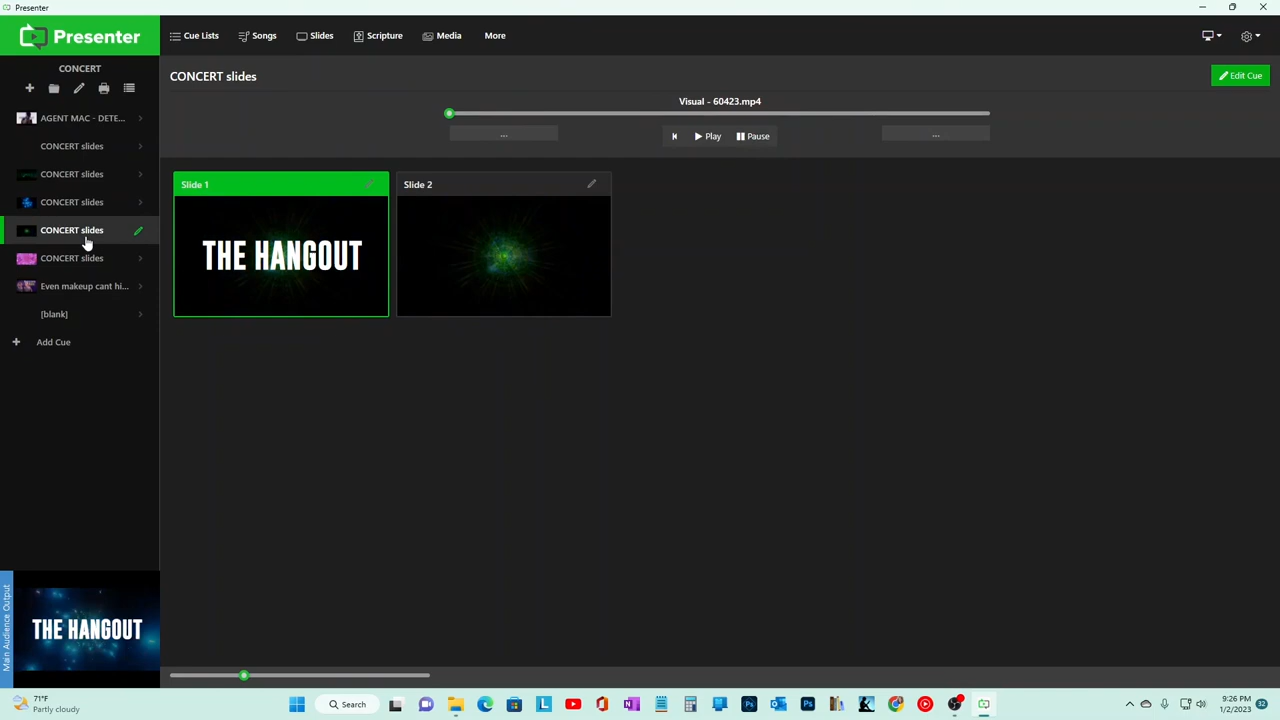 Presenter
Presenter
Cue Lists
Songs
Slides
Scripture
Media
More
CONCERT
CONCERT slides
Edit Cue
Visual - 60423.mp4
...
Play
Pause
...
AGENT MAC - DETE...
CONCERT slides
CONCERT slides
CONCERT slides
CONCERT slides
CONCERT slides
Even makeup cant hi...
[blank]
Add Cue
Slide 1
THE HANGOUT
Slide 2
Main Audience Output
THE HANGOUT
71°F
Partly cloudy
Search
9:26 PM
1/2/2023
32